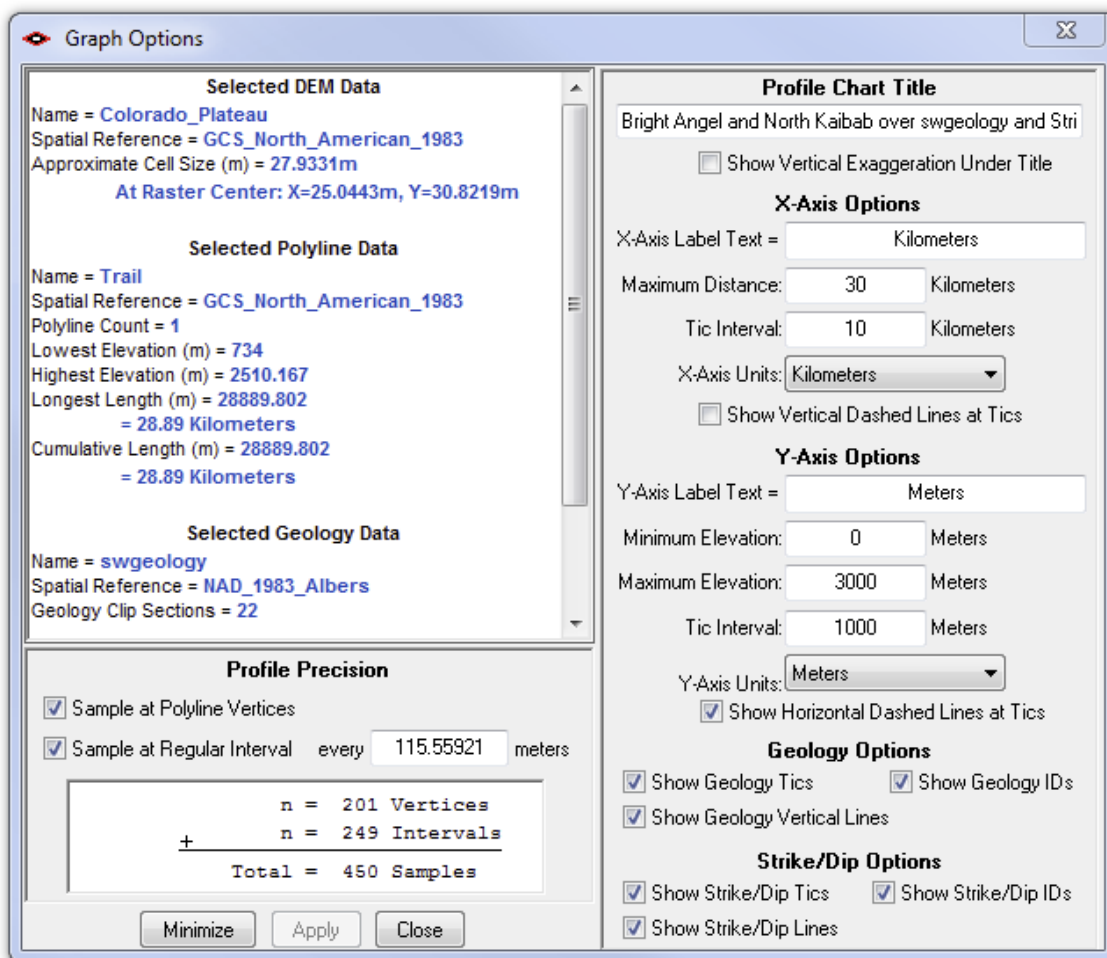 Graph Options
Selected DEM Data
Name = Colorado_Plateau
Spatial Reference = GCS_North_American_1983
Approximate Cell Size (m) = 27.9331m
At Raster Center: X=25.0443m, Y=30.8219m
Selected Polyline Data
Name = Trail
Spatial Reference = GCS_North_American_1983
Polyline Count = 1
Lowest Elevation (m) = 734
Highest Elevation (m) = 2510.167
Longest Length (m) = 28889.802
= 28.89 Kilometers
Cumulative Length (m) = 28889.802
= 28.89 Kilometers
Selected Geology Data
Name = swgeology
Spatial Reference = NAD_1983_Albers
Geology Clip Sections = 22
Profile Precision
Sample at Polyline Vertices
Sample at Regular Interval every 115.55921 meters
n = 201 Vertices
+ n = 249 Intervals
Total = 450 Samples
Minimize Apply Close
Profile Chart Title
Bright Angel and North Kaibab over swgeology and Stri
Show Vertical Exaggeration Under Title
X-Axis Options
X-Axis Label Text = Kilometers
Maximum Distance: 30 Kilometers
Tic Interval: 10 Kilometers
X-Axis Units: Kilometers
Show Vertical Dashed Lines at Tics
Y-Axis Options
Y-Axis Label Text = Meters
Minimum Elevation: 0 Meters
Maximum Elevation: 3000 Meters
Tic Interval: 1000 Meters
Y-Axis Units: Meters
Show Horizontal Dashed Lines at Tics
Geology Options
Show Geology Tics Show Geology IDs
Show Geology Vertical Lines
Strike/Dip Options
Show Strike/Dip Tics Show Strike/Dip IDs
Show Strike/Dip Lines